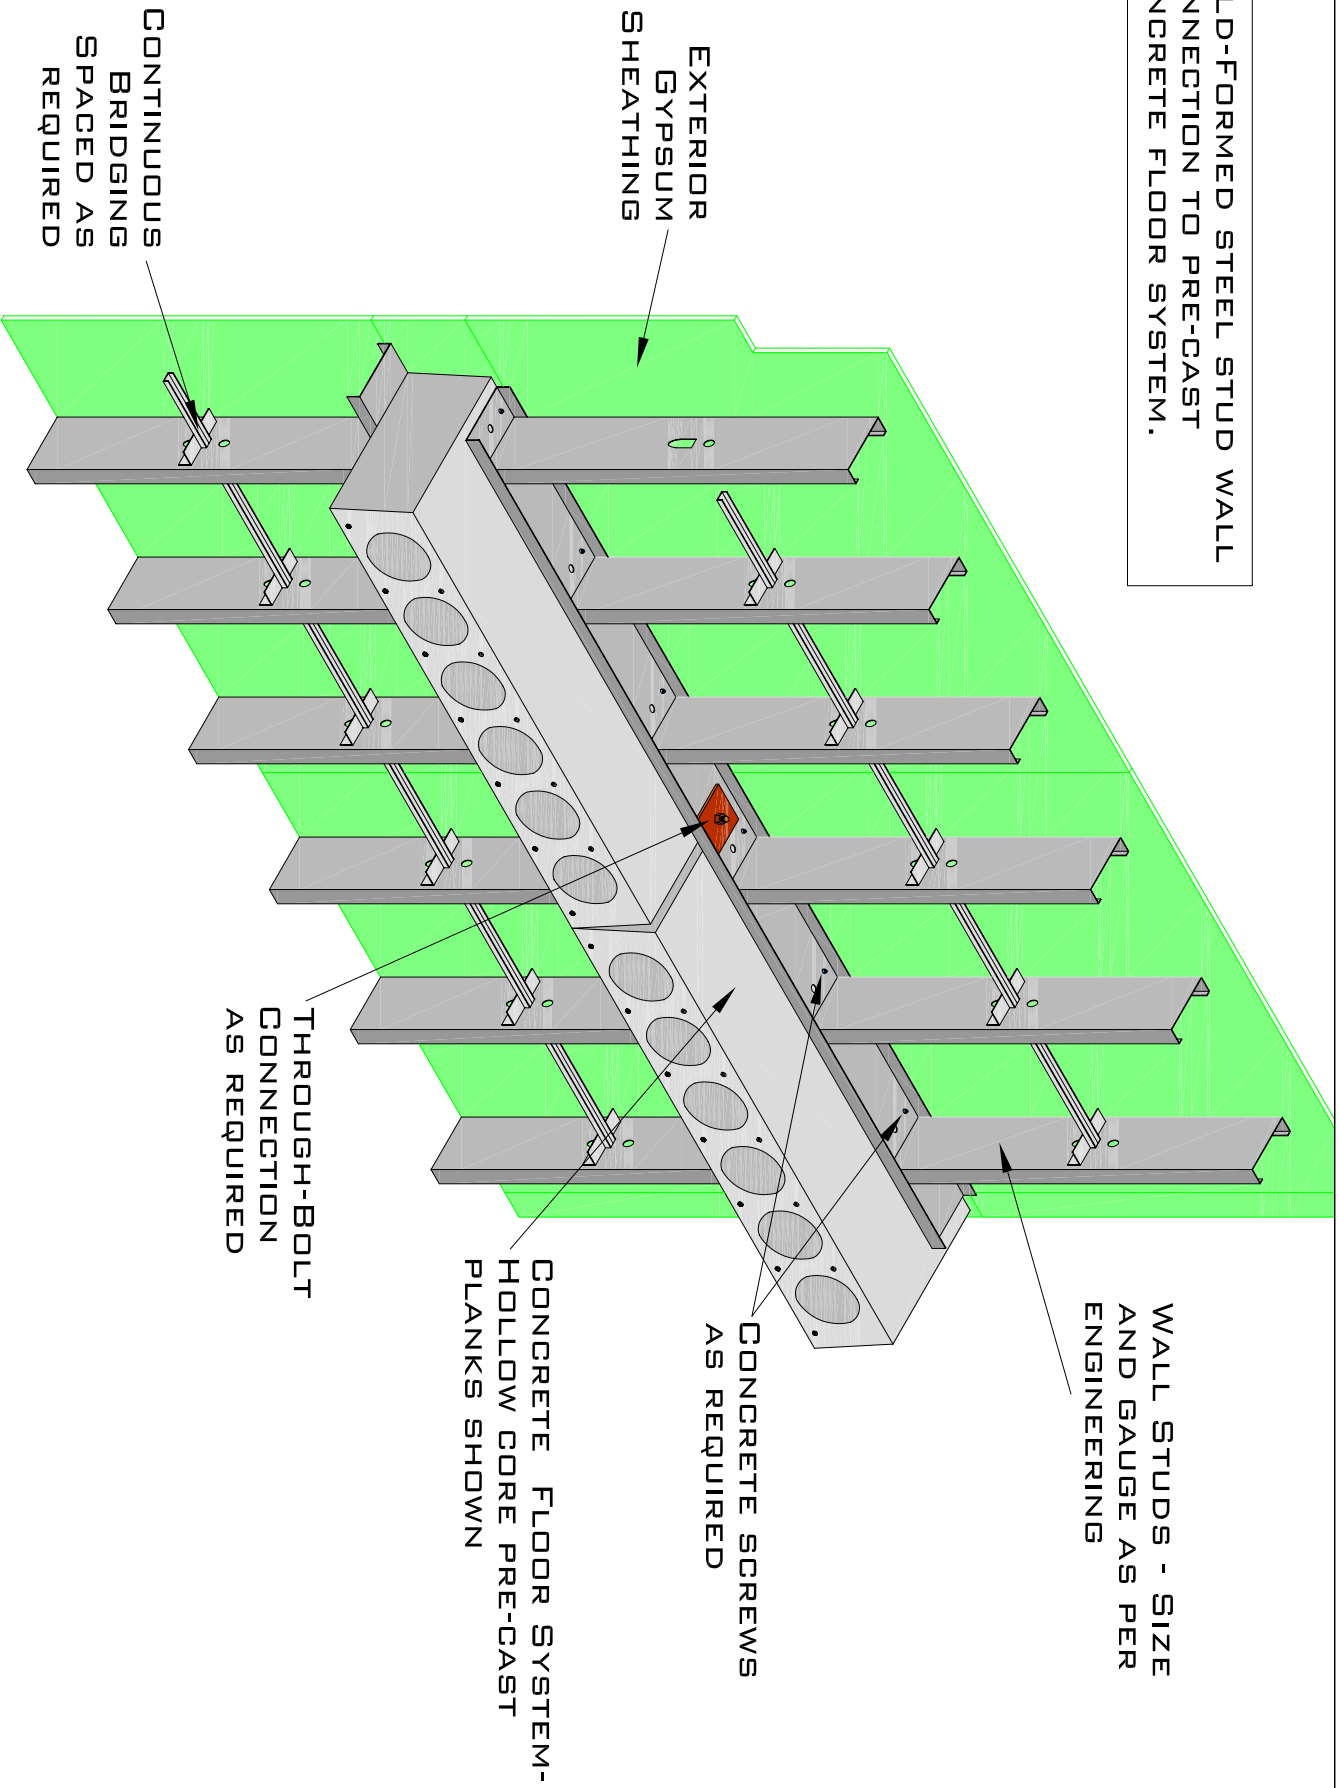 LD-FORMED STEEL STUD WALL
NNECTION TO PRE-CAST
NCRETE FLOOR SYSTEM.
WALL STUDS - SIZE
AND GAUGE AS PER
ENGINEERING
CONCRETE SCREWS
AS REQUIRED
EXTERIOR
GYPSUM
SHEATHING
CONCRETE FLOOR SYSTEM-
HOLLOW CORE PRE-CAST
PLANKS SHOWN
THROUGH-BOLT
CONNECTION
AS REQUIRED
CONTINUOUS
BRIDGING
SPACED AS
REQUIRED